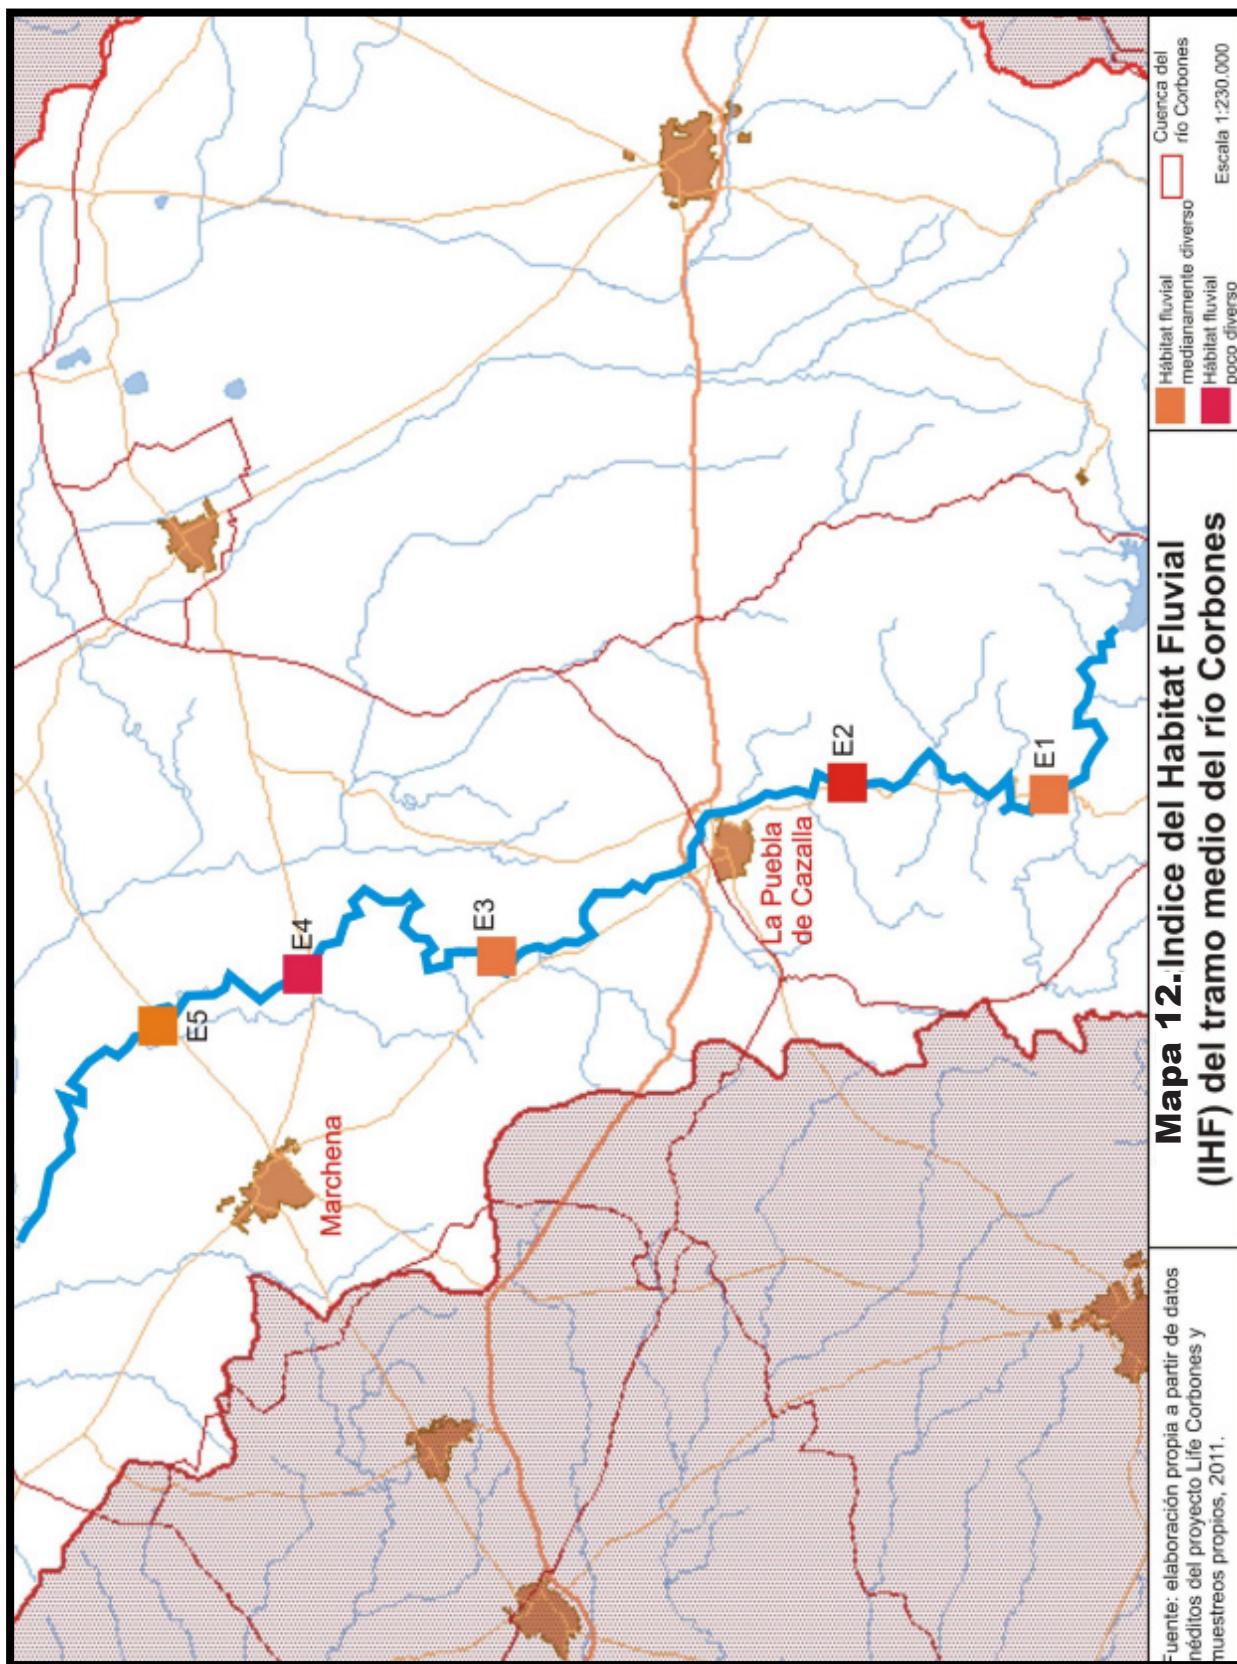 E5
E4
E3
E2
E1
Marchena
La Puebla
de Cazalla
Fuente: elaboración propia a partir de datos
néditos del proyecto Life Corbones y
muestreos propios, 2011.
Mapa 12. Indice del Habitat Fluvial
(IHF) del tramo medio del río Corbones
Hábitat fluvial
medianamente diverso
Hábitat fluvial
poco diverso
Cuenca del
río Corbones
Escala 1:230.000